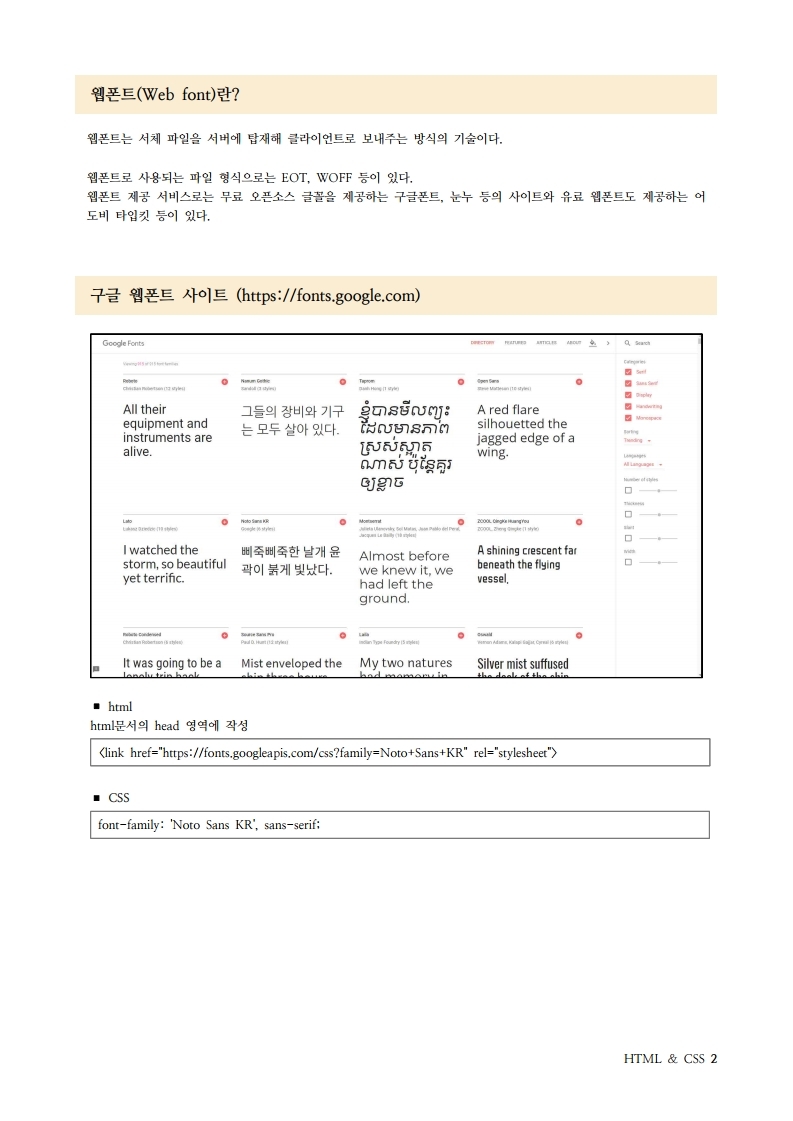 웹폰트(Web font)란?
웹폰트는 서체 파일을 서버에 탑재해 클라이언트로 보내주는 방식의 기술이다.
웹폰트로 사용되는 파일 형식으로는 EOT, WOFF 등이 있다.
웹폰트 제공 서비스로는 무료 오픈소스 글꼴을 제공하는 구글폰트, 눈누 등의 사이트와 유료 웹폰트도 제공하는 어
도비 타입킷 등이 있다.
구글 웹폰트 사이트 (https://fonts.google.com)
Google Fonts
DIRECTORY FEATURED ARTICLES ABOUT
Search
Roboto
Christian Robertson (12 styles)
All their
equipment and
instruments are
alive.
Nanum Gothic
Sandoll (3 styles)
그들의 장비와 기구
는 모두 살아 있다.
Taprom
Danh Hong (1 style)
ខ្ញុំបានមើលព្យុះ
ដែលមានភាព
ស្រស់ស្អាត
ណាស់ ប៉ុន្តែគួរ
ឲ្យខ្លាច
Open Sans
Steve Matteson (10 styles)
A red flare
silhouetted the
jagged edge of a
wing.
Categories
Serif
Sans Serif
Display
Handwriting
Monospace
Sorting
Trending
Languages
All Languages
Number of styles
Thickness
Slant
Width
Lato
Łukasz Dziedzic (10 styles)
I watched the
storm, so beautiful
yet terrific.
Noto Sans KR
Google (6 styles)
삐죽삐죽한 날개 윤
곽이 붉게 빛났다.
Montserrat
Julieta Ulanovsky, Sol Matas, Juan Pablo del Peral,
Jacques Le Bailly (18 styles)
Almost before
we knew it, we
had left the
ground.
ZCOOL QingKe HuangYou
ZCOOL, Zheng Qingke (1 style)
A shining crescent far
beneath the flying
vessel.
Roboto Condensed
Christian Robertson (6 styles)
It was going to be a
lonely trip back
Source Sans Pro
Paul D. Hunt (12 styles)
Mist enveloped the
ship three hours
Laila
Indian Type Foundry (5 styles)
My two natures
had memory in
Oswald
Vernon Adams, Kalapi Gajjar, Cyreal (6 styles)
Silver mist suffused
the deck of the ship
■ html
html문서의 head 영역에 작성
<link href="https://fonts.googleapis.com/css?family=Noto+Sans+KR" rel="stylesheet">
■ CSS
font-family: 'Noto Sans KR', sans-serif;
HTML & CSS 2